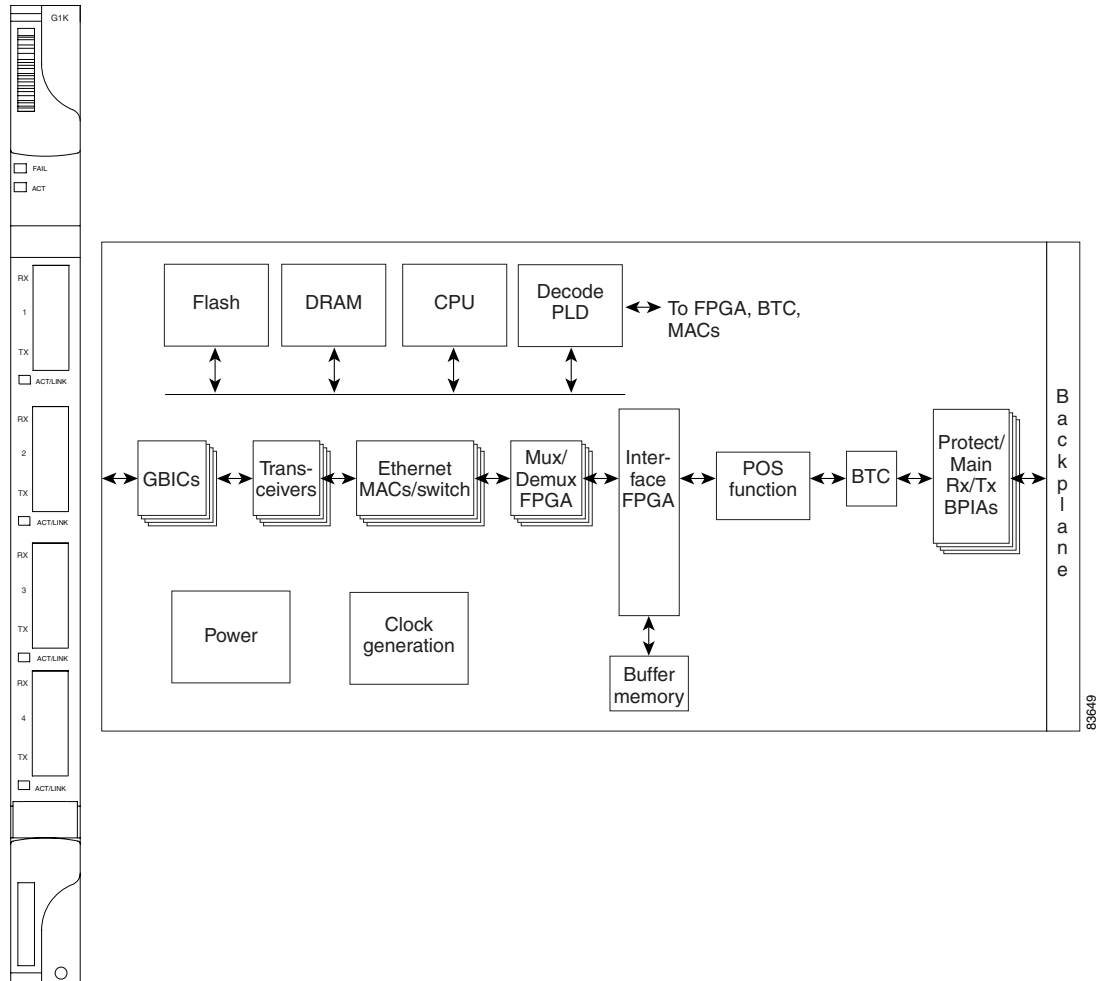 G1K
FAIL
ACT
RX
1
TX
ACT/LINK
RX
2
TX
ACT/LINK
RX
3
TX
ACT/LINK
RX
4
TX
ACT/LINK
Flash
DRAM
CPU
Decode
PLD
To FPGA, BTC,
MACs
GBICs
Trans-
ceivers
Ethernet
MACs/switch
Mux/
Demux
FPGA
Inter-
face
FPGA
POS
function
BTC
Protect/
Main
Rx/Tx
BPIAs
Backplane
Power
Clock
generation
Buffer
memory
83649